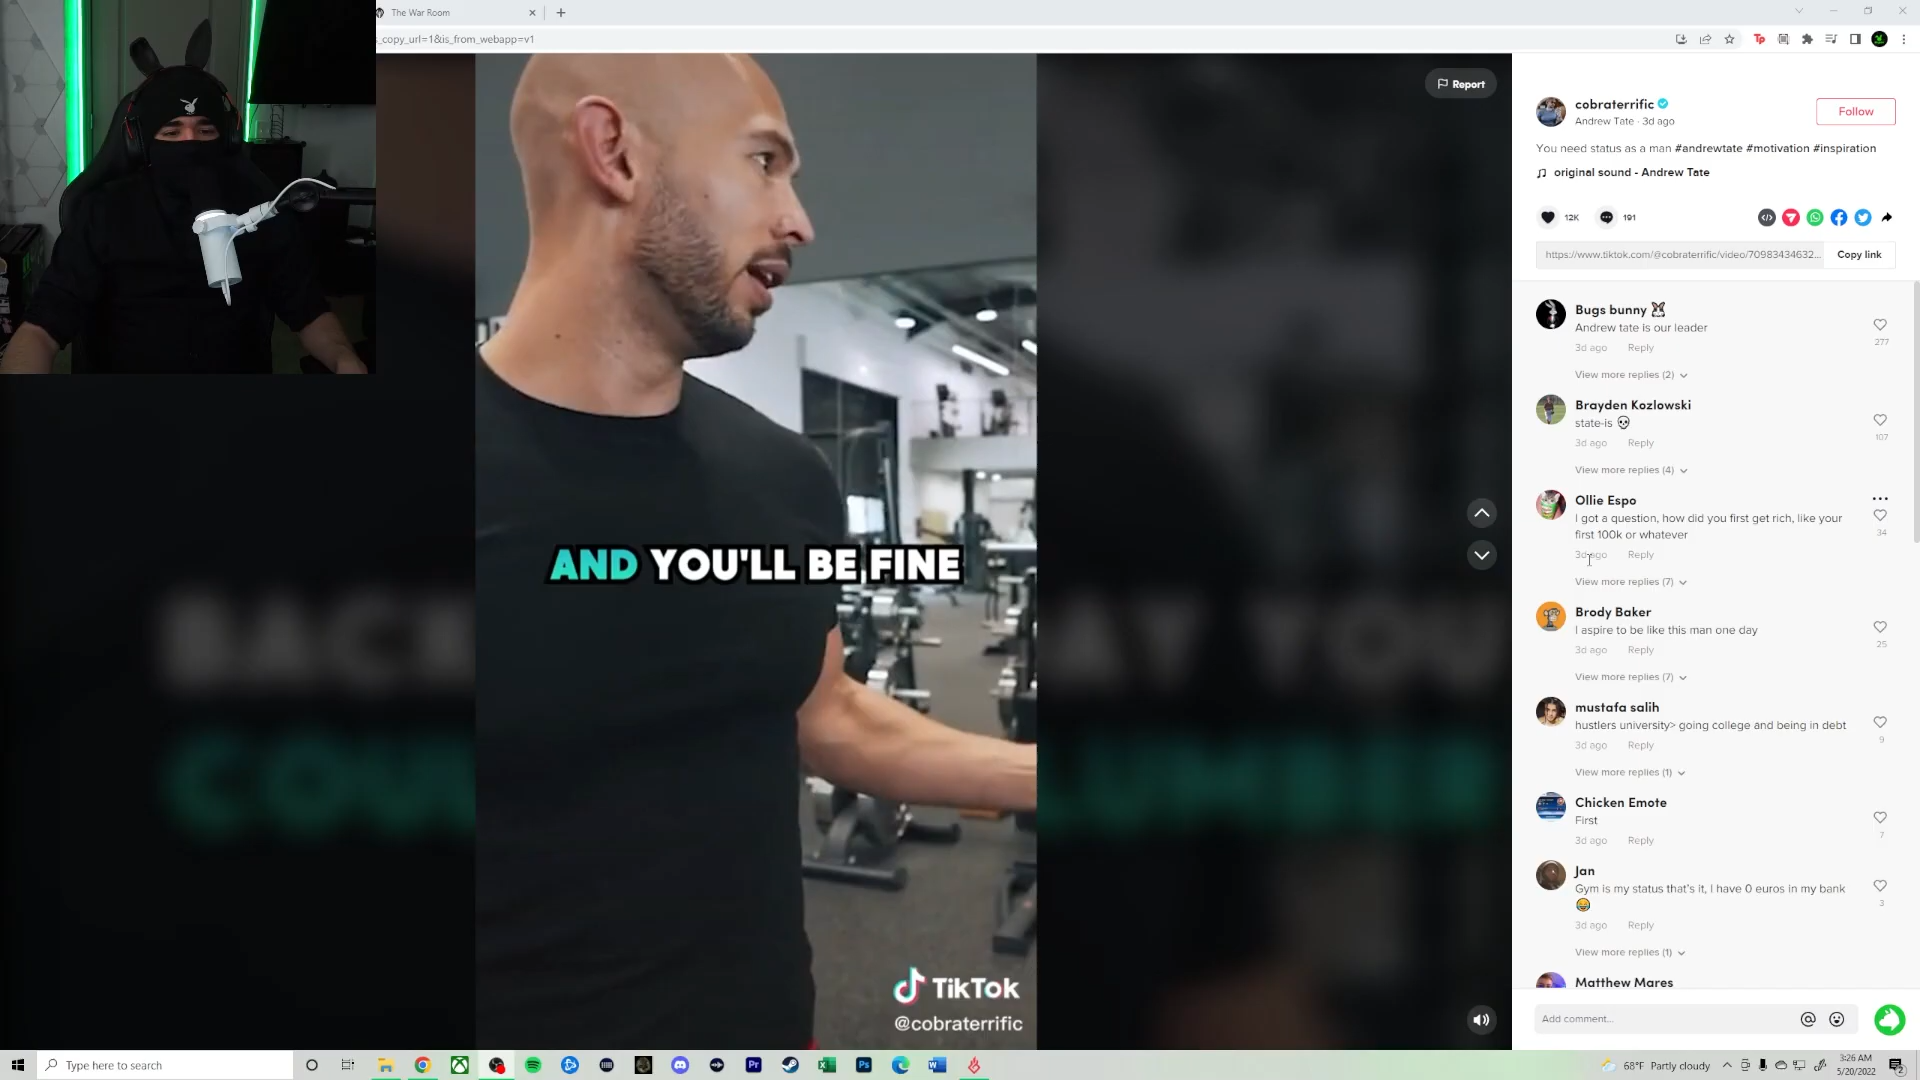 The War Room
_copy_url=1&is_from_webapp=v1
Report
cobraterrific
Andrew Tate · 3d ago
Follow
You need status as a man #andrewtate #motivation #inspiration
original sound - Andrew Tate
12K
191
https://www.tiktok.com/@cobraterrific/video/70983434632...
Copy link
Bugs bunny
Andrew tate is our leader
3d ago Reply
277
View more replies (2)
Brayden Kozlowski
state-is 💀
3d ago Reply
107
View more replies (4)
Ollie Espo
I got a question, how did you first get rich, like your
first 100k or whatever
3d ago Reply
34
View more replies (7)
Brody Baker
I aspire to be like this man one day
3d ago Reply
25
View more replies (7)
mustafa salih
hustlers university> going college and being in debt
3d ago Reply
9
View more replies (1)
Chicken Emote
First
3d ago Reply
7
Jan
Gym is my status that's it, I have 0 euros in my bank
😂
3d ago Reply
3
View more replies (1)
Matthew Mares
Add comment...
AND YOU'LL BE FINE
TikTok
@cobraterrific
Type here to search
68°F Partly cloudy
3:26 AM
5/20/2022